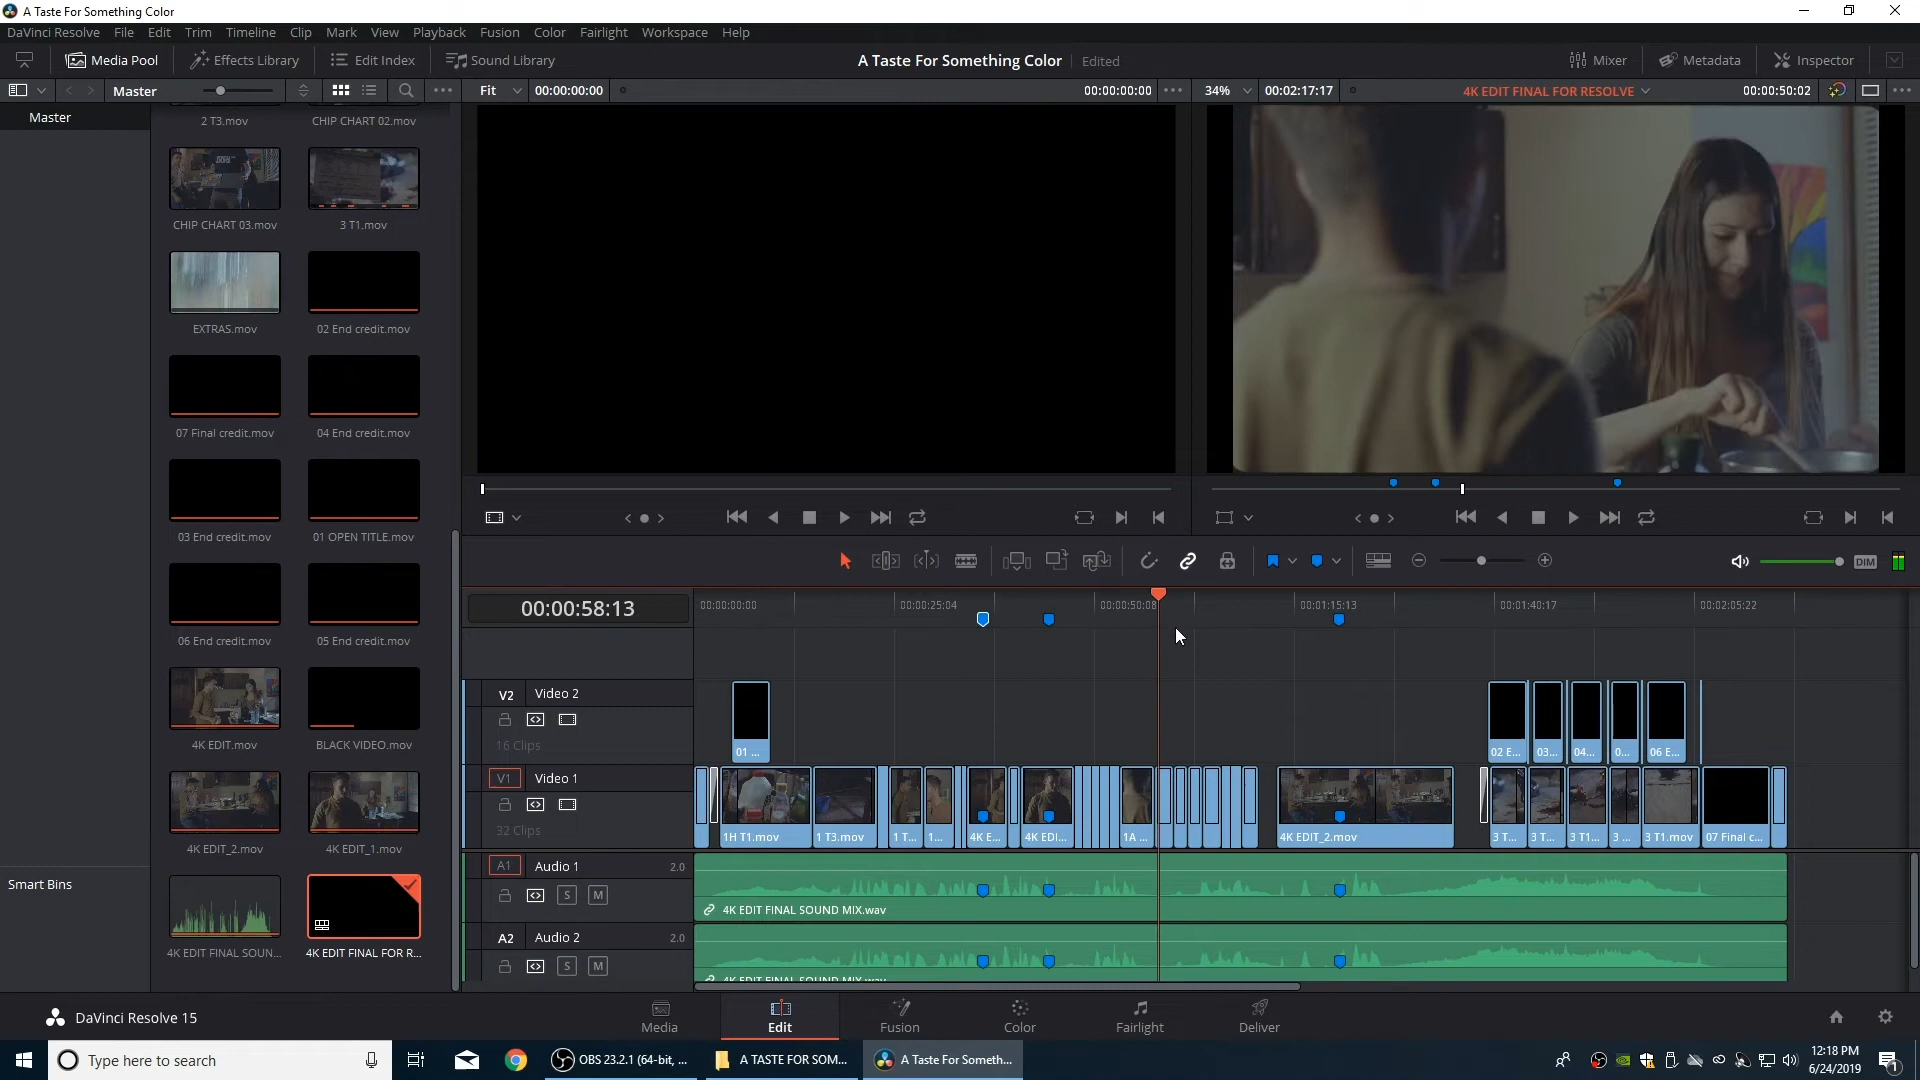 A Taste For Something Color
DaVinci Resolve File Edit Trim Timeline Clip Mark View Playback Fusion Color Fairlight Workspace Help
Media Pool Effects Library Edit Index Sound Library A Taste For Something Color Edited Mixer Metadata Inspector
Master Fit 00:00:00:00 00:00:00:00 34% 00:02:17:17 4K EDIT FINAL FOR RESOLVE 00:00:50:02
Master
2 T3.mov CHIP CHART 02.mov
CHIP CHART 03.mov 3 T1.mov
EXTRAS.mov 02 End credit.mov
07 Final credit.mov 04 End credit.mov
03 End credit.mov 01 OPEN TITLE.mov
06 End credit.mov 05 End credit.mov
4K EDIT.mov BLACK VIDEO.mov
4K EDIT_2.mov 4K EDIT_1.mov
Smart Bins
4K EDIT FINAL SOUN... 4K EDIT FINAL FOR R...
DIM
00:00:58:13 00:00:00:00 00:00:25:04 00:00:50:08 00:01:15:13 00:01:40:17 00:02:05:22
V2 Video 2
16 Clips
01 ... 02 E... 03... 04... 0... 06 E...
V1 Video 1
32 Clips
1H T1.mov 1 T3.mov 1 T... 1... 4K E... 4K EDI... 1A ... 4K EDIT_2.mov 3 T... 3 T... 3 T1... 3 ... 3 T1.mov 07 Final c...
A1 Audio 1 2.0
S M
4K EDIT FINAL SOUND MIX.wav
A2 Audio 2 2.0
S M
4K EDIT FINAL SOUND MIX.wav
DaVinci Resolve 15 Media Edit Fusion Color Fairlight Deliver
Type here to search OBS 23.2.1 (64-bit, ... A TASTE FOR SOM... A Taste For Someth... 12:18 PM
6/24/2019
1